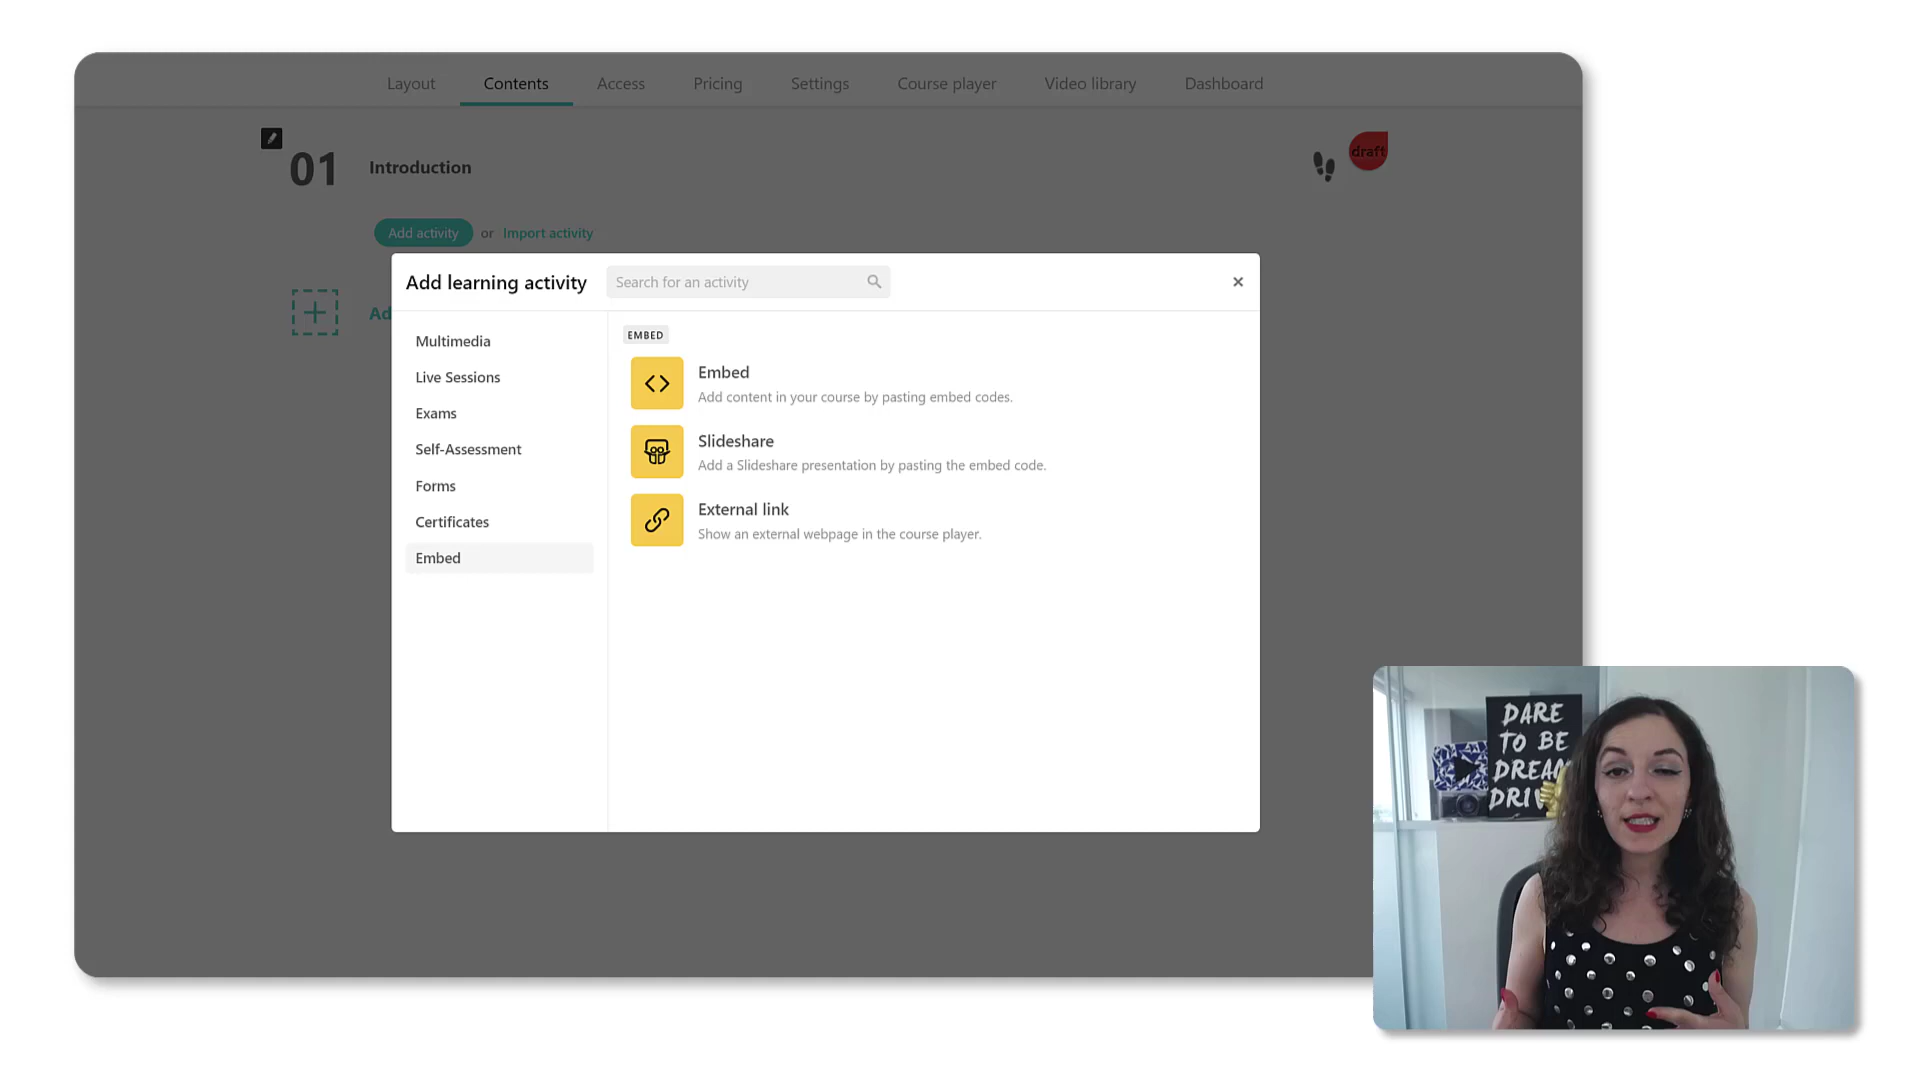 Layout Contents Access Pricing Settings Course player Video library Dashboard
01 Introduction
draft
Add activity or Import activity
Ad
Add learning activity
Search for an activity
Multimedia
Live Sessions
Exams
Self-Assessment
Forms
Certificates
Embed
EMBED
Embed
Add content in your course by pasting embed codes.
Slideshare
Add a Slideshare presentation by pasting the embed code.
External link
Show an external webpage in the course player.
DARE
TO BE
DREAM
DRIV